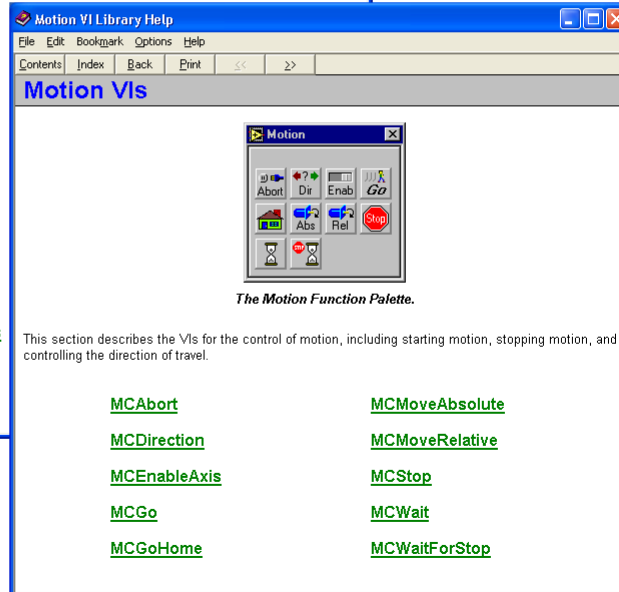 Motion VI Library Help
File Edit Bookmark Options Help
Contents Index Back Print << >>
Motion VIs
Motion
Abort Dir Enab Go
Abs Rel Stop
STOP
The Motion Function Palette.
This section describes the VIs for the control of motion, including starting motion, stopping motion, and
controlling the direction of travel.
MCAbort MCMoveAbsolute
MCDirection MCMoveRelative
MCEnableAxis MCStop
MCGo MCWait
MCGoHome MCWaitForStop